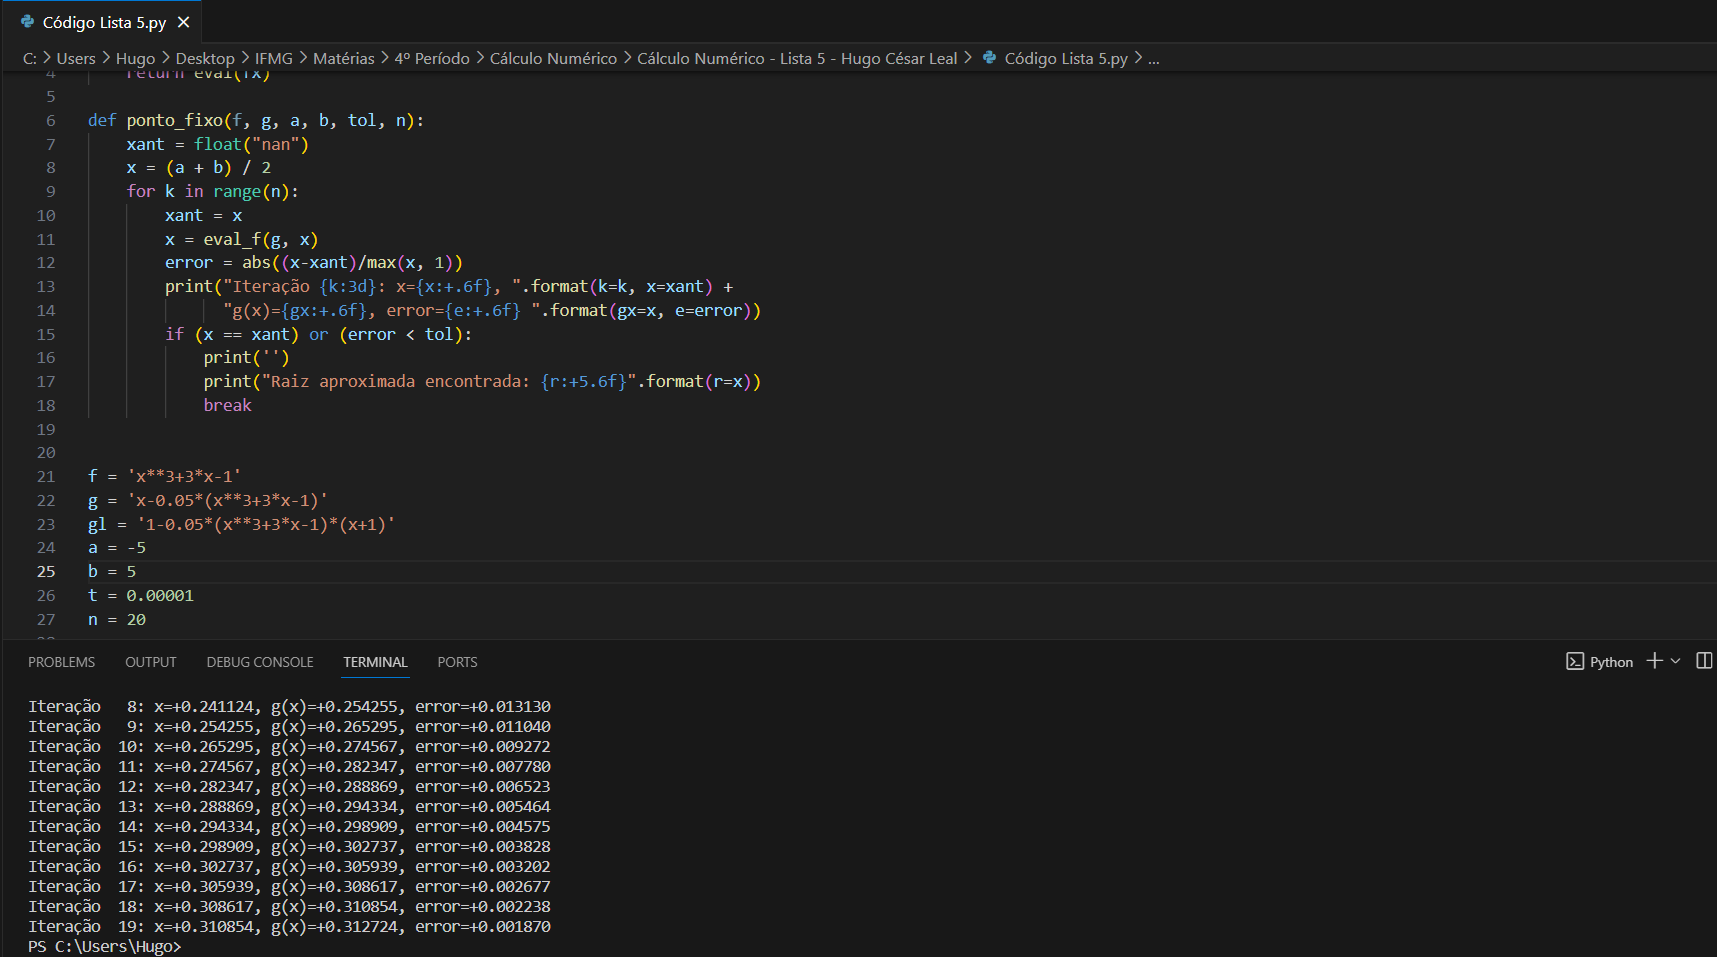 Código Lista 5.py
C: > Users > Hugo > Desktop > IFMG > Matérias > 4º Período > Cálculo Numérico > Cálculo Numérico - Lista 5 - Hugo César Leal > Código Lista 5.py > ...
4 return eval(fx)
5
6 def ponto_fixo(f, g, a, b, tol, n):
7 xant = float("nan")
8 x = (a + b) / 2
9 for k in range(n):
10 xant = x
11 x = eval_f(g, x)
12 error = abs((x-xant)/max(x, 1))
13 print("Iteração {k:3d}: x={x:+.6f}, ".format(k=k, x=xant) +
14 "g(x)={gx:+.6f}, error={e:+.6f} ".format(gx=x, e=error))
15 if (x == xant) or (error < tol):
16 print('')
17 print("Raiz aproximada encontrada: {r:+5.6f}".format(r=x))
18 break
19
20
21 f = 'x**3+3*x-1'
22 g = 'x-0.05*(x**3+3*x-1)'
23 gl = '1-0.05*(x**3+3*x-1)*(x+1)'
24 a = -5
25 b = 5
26 t = 0.00001
27 n = 20
28
PROBLEMS OUTPUT DEBUG CONSOLE TERMINAL PORTS Python
Iteração   8: x=+0.241124, g(x)=+0.254255, error=+0.013130
Iteração   9: x=+0.254255, g(x)=+0.265295, error=+0.011040
Iteração  10: x=+0.265295, g(x)=+0.274567, error=+0.009272
Iteração  11: x=+0.274567, g(x)=+0.282347, error=+0.007780
Iteração  12: x=+0.282347, g(x)=+0.288869, error=+0.006523
Iteração  13: x=+0.288869, g(x)=+0.294334, error=+0.005464
Iteração  14: x=+0.294334, g(x)=+0.298909, error=+0.004575
Iteração  15: x=+0.298909, g(x)=+0.302737, error=+0.003828
Iteração  16: x=+0.302737, g(x)=+0.305939, error=+0.003202
Iteração  17: x=+0.305939, g(x)=+0.308617, error=+0.002677
Iteração  18: x=+0.308617, g(x)=+0.310854, error=+0.002238
Iteração  19: x=+0.310854, g(x)=+0.312724, error=+0.001870
PS C:\Users\Hugo>